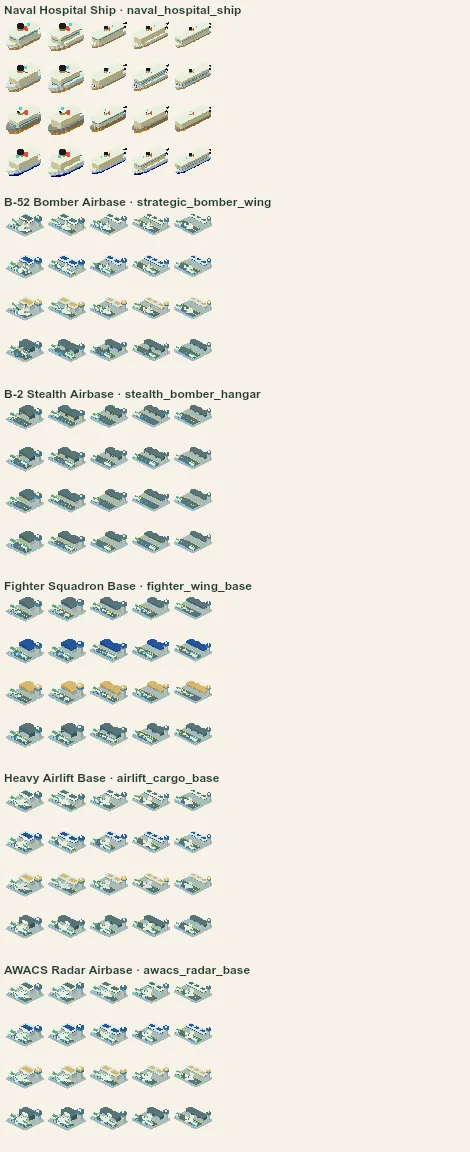 Naval Hospital Ship · naval_hospital_ship
B-52 Bomber Airbase · strategic_bomber_wing
B-2 Stealth Airbase · stealth_bomber_hangar
Fighter Squadron Base · fighter_wing_base
Heavy Airlift Base · airlift_cargo_base
AWACS Radar Airbase · awacs_radar_base